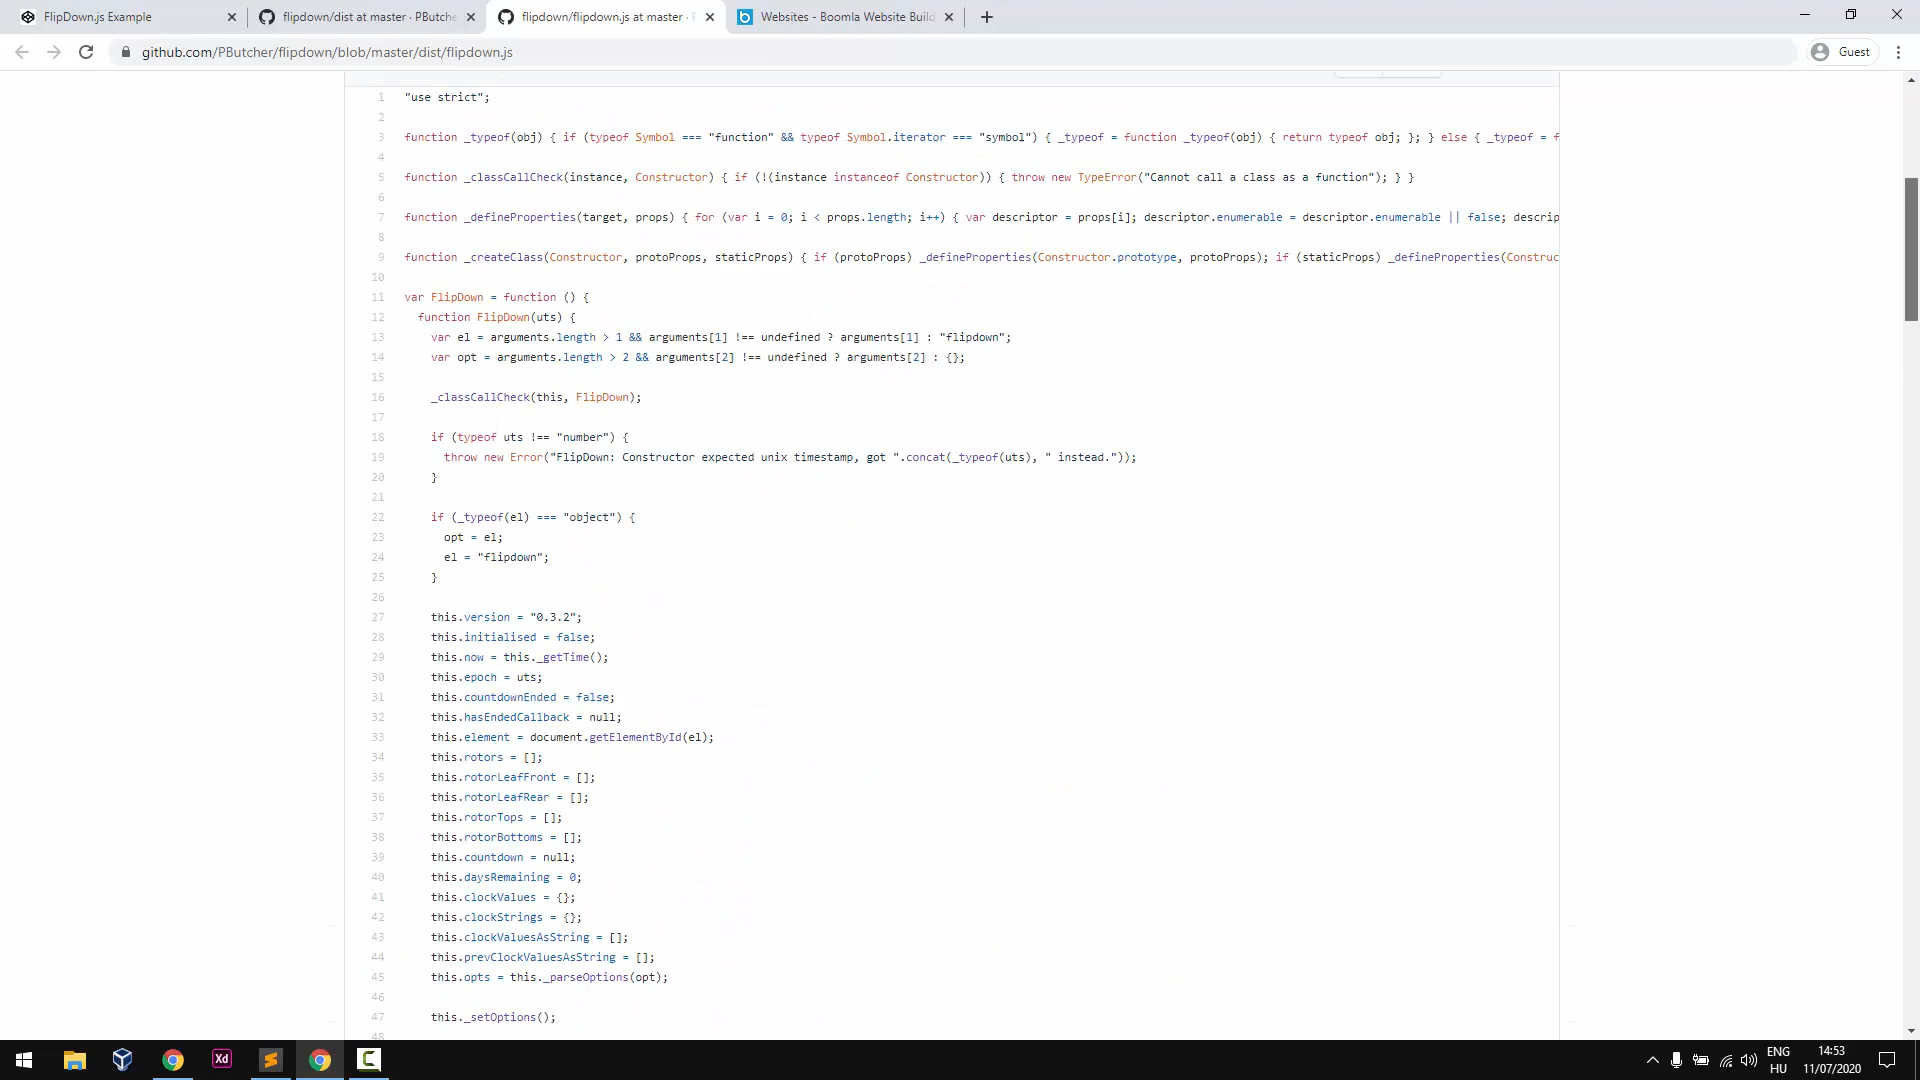 FlipDown.js Example
flipdown/dist at master · PButche
flipdown/flipdown.js at master ·
Websites - Boomla Website Build
github.com/PButcher/flipdown/blob/master/dist/flipdown.js
Guest
1 "use strict";
2
3 function _typeof(obj) { if (typeof Symbol === "function" && typeof Symbol.iterator === "symbol") { _typeof = function _typeof(obj) { return typeof obj; }; } else { _typeof = f
4
5 function _classCallCheck(instance, Constructor) { if (!(instance instanceof Constructor)) { throw new TypeError("Cannot call a class as a function"); } }
6
7 function _defineProperties(target, props) { for (var i = 0; i < props.length; i++) { var descriptor = props[i]; descriptor.enumerable = descriptor.enumerable || false; descrip
8
9 function _createClass(Constructor, protoProps, staticProps) { if (protoProps) _defineProperties(Constructor.prototype, protoProps); if (staticProps) _defineProperties(Construc
10
11 var FlipDown = function () {
12 function FlipDown(uts) {
13 var el = arguments.length > 1 && arguments[1] !== undefined ? arguments[1] : "flipdown";
14 var opt = arguments.length > 2 && arguments[2] !== undefined ? arguments[2] : {};
15
16 _classCallCheck(this, FlipDown);
17
18 if (typeof uts !== "number") {
19 throw new Error("FlipDown: Constructor expected unix timestamp, got ".concat(_typeof(uts), " instead."));
20 }
21
22 if (_typeof(el) === "object") {
23 opt = el;
24 el = "flipdown";
25 }
26
27 this.version = "0.3.2";
28 this.initialised = false;
29 this.now = this._getTime();
30 this.epoch = uts;
31 this.countdownEnded = false;
32 this.hasEndedCallback = null;
33 this.element = document.getElementById(el);
34 this.rotors = [];
35 this.rotorLeafFront = [];
36 this.rotorLeafRear = [];
37 this.rotorTops = [];
38 this.rotorBottoms = [];
39 this.countdown = null;
40 this.daysRemaining = 0;
41 this.clockValues = {};
42 this.clockStrings = {};
43 this.clockValuesAsString = [];
44 this.prevClockValuesAsString = [];
45 this.opts = this._parseOptions(opt);
46
47 this._setOptions();
48
Xd
ENG
HU
14:53
11/07/2020